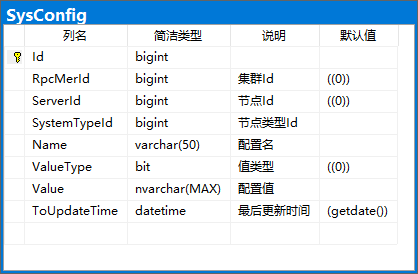 SysConfig
列名 简洁类型 说明 默认值
Id bigint
RpcMerId bigint 集群Id ((0))
ServerId bigint 节点Id ((0))
SystemTypeId bigint 节点类型Id
Name varchar(50) 配置名
ValueType bit 值类型 ((0))
Value nvarchar(MAX) 配置值
ToUpdateTime datetime 最后更新时间 (getdate())